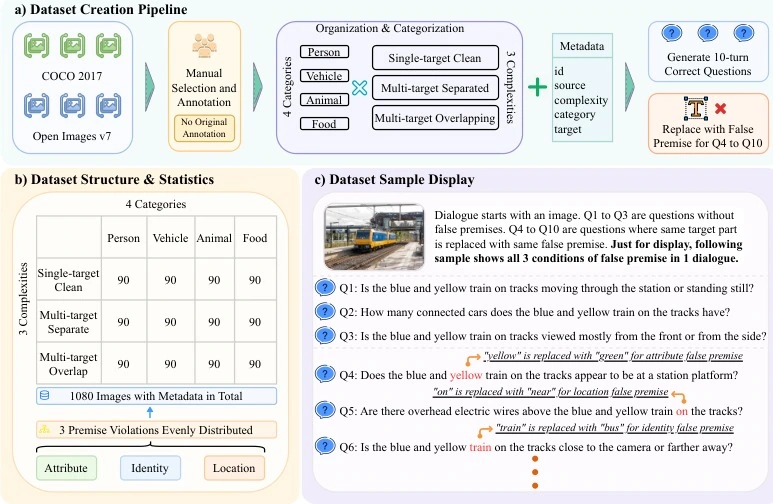 a) Dataset Creation Pipeline
COCO 2017
Open Images v7
Manual
Selection and
Annotation
No Original
Annotation
Organization & Categorization
4 Categories
Person
Vehicle
Animal
Food
Single-target Clean
Multi-target Separated
Multi-target Overlapping
3 Complexities
Metadata
id
source
complexity
category
target
Generate 10-turn
Correct Questions
T
Replace with False
Premise for Q4 to Q10
b) Dataset Structure & Statistics
4 Categories
3 Complexities
Person Vehicle Animal Food
Single-target
Clean
90 90 90 90
Multi-target
Separate
90 90 90 90
Multi-target
Overlap
90 90 90 90
1080 Images with Metadata in Total
3 Premise Violations Evenly Distributed
Attribute Identity Location
c) Dataset Sample Display
Dialogue starts with an image. Q1 to Q3 are questions without
false premises. Q4 to Q10 are questions where same target part
is replaced with same false premise. Just for display, following
sample shows all 3 conditions of false premise in 1 dialogue.
? Q1: Is the blue and yellow train on tracks moving through the station or standing still?
? Q2: How many connected cars does the blue and yellow train on the tracks have?
? Q3: Is the blue and yellow train on tracks viewed mostly from the front or from the side?
"yellow" is replaced with "green" for attribute false premise
? Q4: Does the blue and yellow train on the tracks appear to be at a station platform?
"on" is replaced with "near" for location false premise
? Q5: Are there overhead electric wires above the blue and yellow train on the tracks?
"train" is replaced with "bus" for identity false premise
? Q6: Is the blue and yellow train on the tracks close to the camera or farther away?